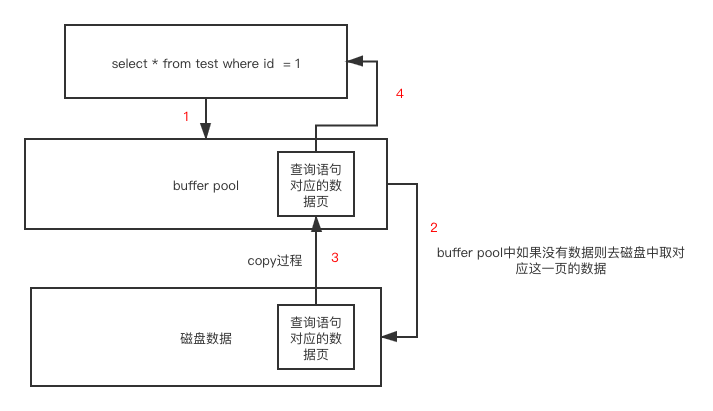 select * from test where id  = 1
4
1
buffer pool
查询语句
对应的数
据页
2
buffer pool中如果没有数据则去磁盘中取对
应这一页的数据
copy过程
3
磁盘数据
查询语句
对应的数
据页